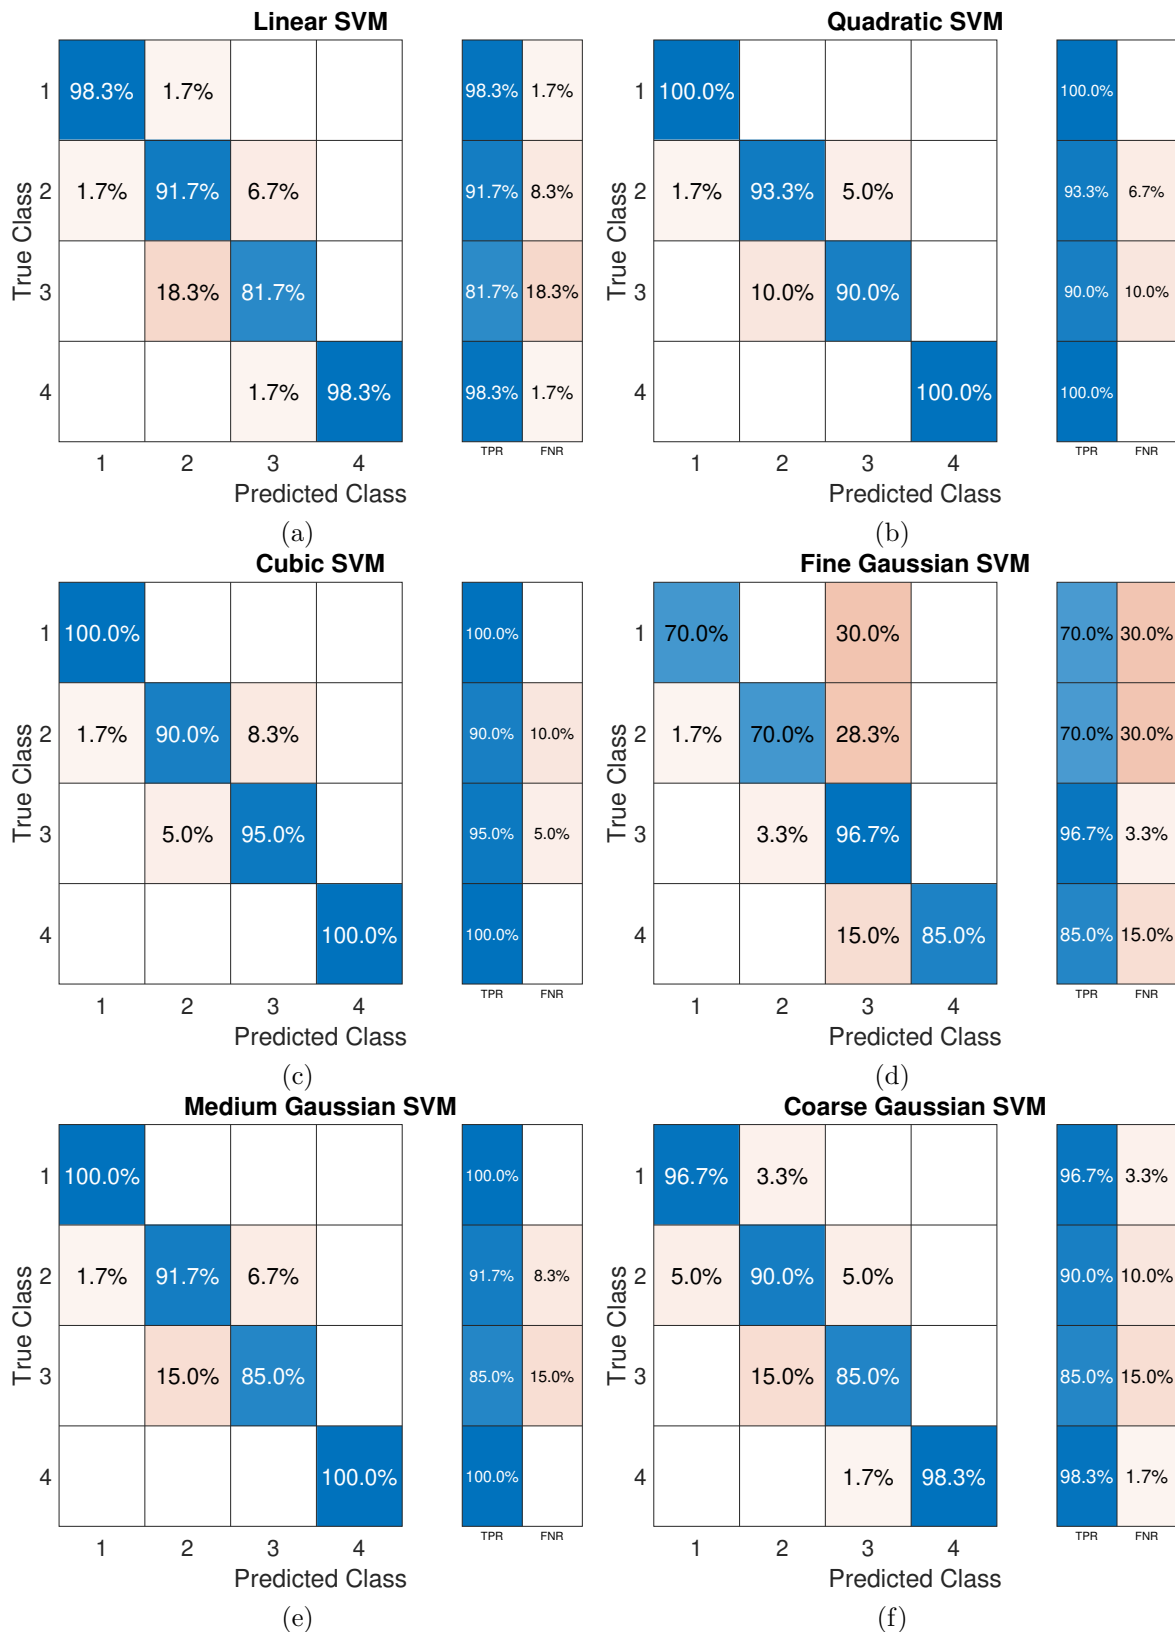 Linear SVM
1 98.3% 1.7% 98.3% 1.7%
2 1.7% 91.7% 6.7% 91.7% 8.3%
3 18.3% 81.7% 81.7% 18.3%
4 1.7% 98.3% 98.3% 1.7%
True Class
1 2 3 4 TPR FNR
Predicted Class
(a)
Quadratic SVM
1 100.0% 100.0%
2 1.7% 93.3% 5.0% 93.3% 6.7%
3 10.0% 90.0% 90.0% 10.0%
4 100.0% 100.0%
True Class
1 2 3 4 TPR FNR
Predicted Class
(b)
Cubic SVM
1 100.0% 100.0%
2 1.7% 90.0% 8.3% 90.0% 10.0%
3 5.0% 95.0% 95.0% 5.0%
4 100.0% 100.0%
True Class
1 2 3 4 TPR FNR
Predicted Class
(c)
Fine Gaussian SVM
1 70.0% 30.0% 70.0% 30.0%
2 1.7% 70.0% 28.3% 70.0% 30.0%
3 3.3% 96.7% 96.7% 3.3%
4 15.0% 85.0% 85.0% 15.0%
True Class
1 2 3 4 TPR FNR
Predicted Class
(d)
Medium Gaussian SVM
1 100.0% 100.0%
2 1.7% 91.7% 6.7% 91.7% 8.3%
3 15.0% 85.0% 85.0% 15.0%
4 100.0% 100.0%
True Class
1 2 3 4 TPR FNR
Predicted Class
(e)
Coarse Gaussian SVM
1 96.7% 3.3% 96.7% 3.3%
2 5.0% 90.0% 5.0% 90.0% 10.0%
3 15.0% 85.0% 85.0% 15.0%
4 1.7% 98.3% 98.3% 1.7%
True Class
1 2 3 4 TPR FNR
Predicted Class
(f)